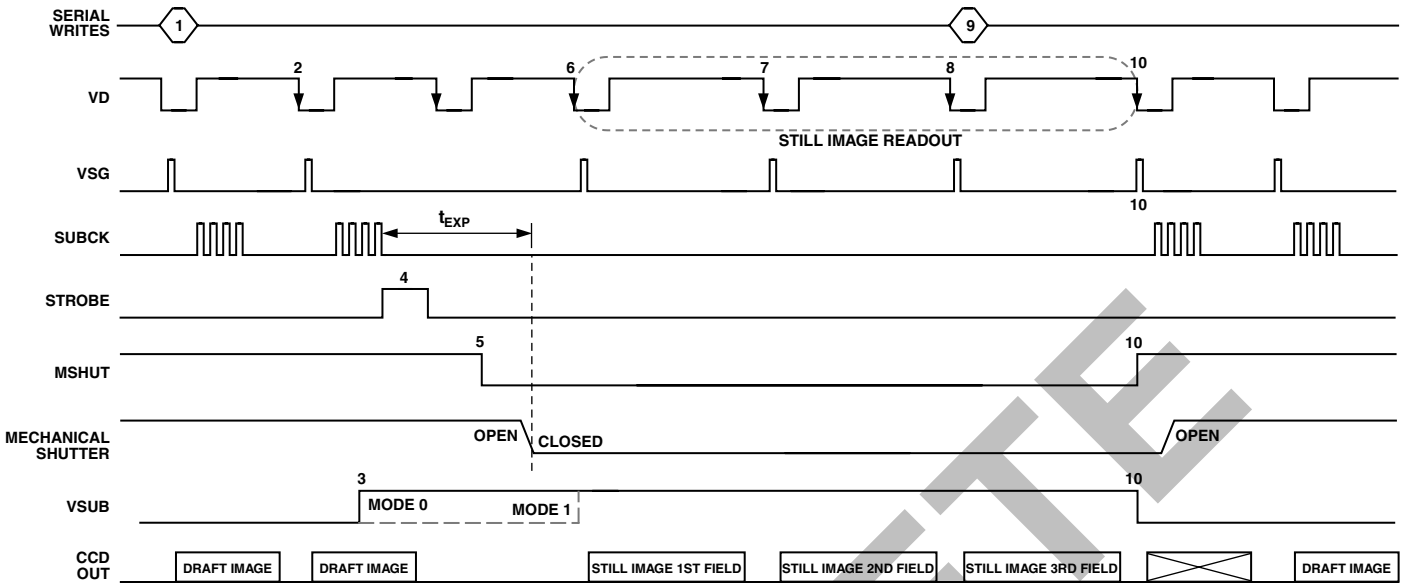 SERIAL
WRITES
1
9
VD
2
6
7
8
10
STILL IMAGE READOUT
VSG
10
SUBCK
tEXP
STROBE
4
MSHUT
5
10
MECHANICAL
SHUTTER
OPEN
CLOSED
OPEN
VSUB
3
MODE 0
MODE 1
10
CCD
OUT
DRAFT IMAGE
DRAFT IMAGE
STILL IMAGE 1ST FIELD
STILL IMAGE 2ND FIELD
STILL IMAGE 3RD FIELD
DRAFT IMAGE
TE